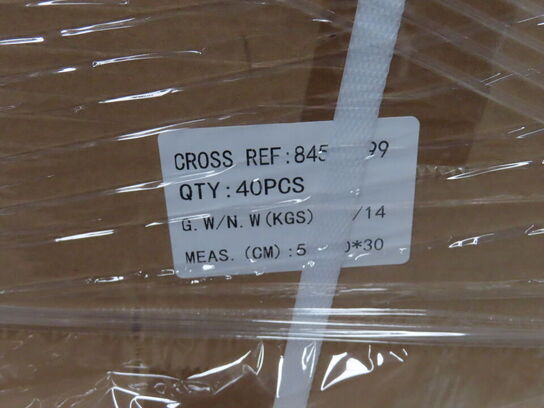 CROSS REF:845 99
QTY:40PCS
G.W/N.W(KGS) /14
MEAS.(CM):5 0*30